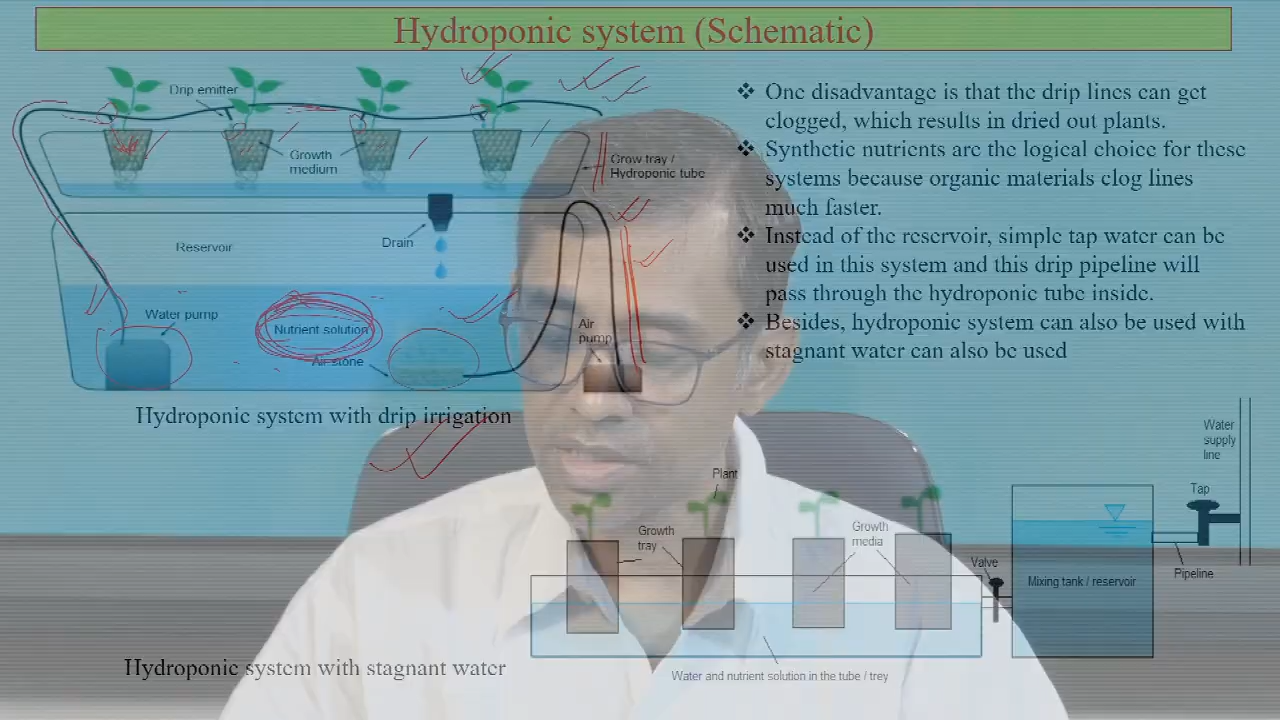 Hydroponic system (Schematic)
Drip emitter
Growth
medium
Grow tray /
Hydroponic tube
Reservoir
Drain
Water pump
Nutrient solution
Air stone
Air
pump
Hydroponic system with drip irrigation
❖ One disadvantage is that the drip lines can get
clogged, which results in dried out plants.
❖ Synthetic nutrients are the logical choice for these
systems because organic materials clog lines
much faster.
❖ Instead of the reservoir, simple tap water can be
used in this system and this drip pipeline will
pass through the hydroponic tube inside.
❖ Besides, hydroponic system can also be used with
stagnant water can also be used
Plant
Growth
tray
Growth
media
Valve
Water
supply
line
Tap
Pipeline
Mixing tank / reservoir
Water and nutrient solution in the tube / trey
Hydroponic system with stagnant water